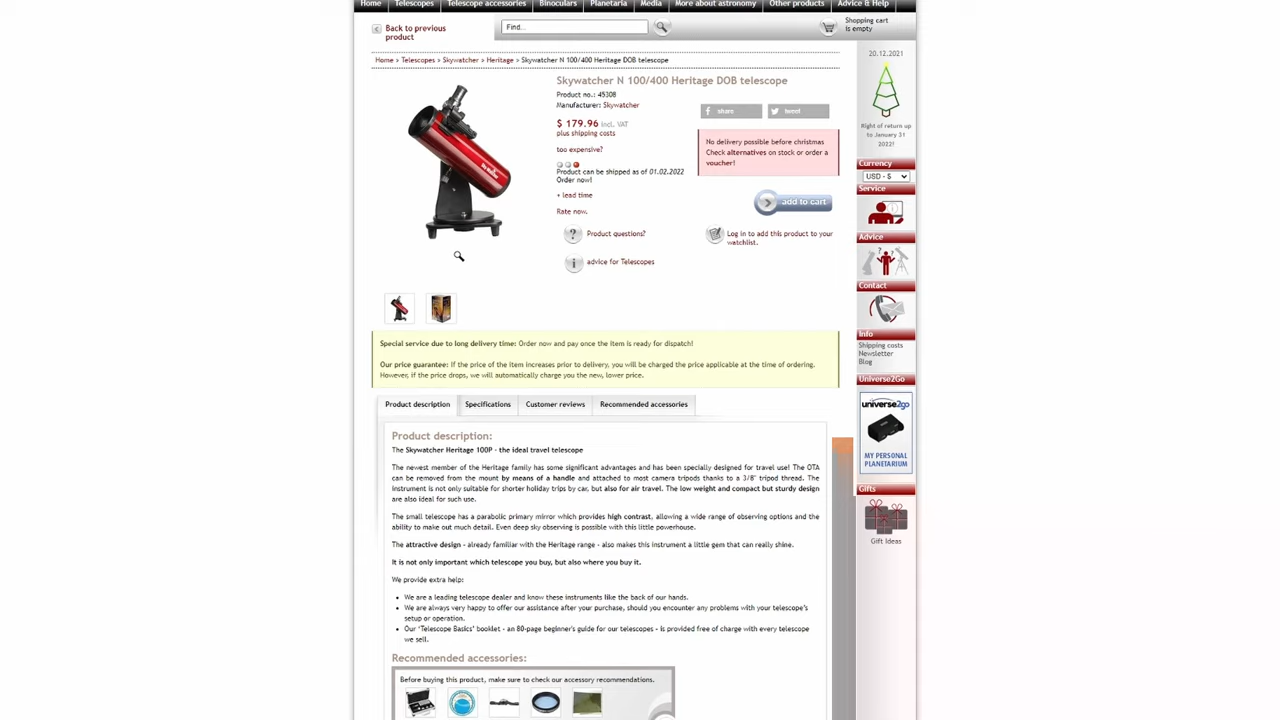 Home Telescopes Telescope accessories Binoculars Planetaria Media More about astronomy Other products Advice & Help
Back to previous
product
Find...
Shopping cart
is empty
Home › Telescopes › Skywatcher › Heritage › Skywatcher N 100/400 Heritage DOB telescope
Skywatcher N 100/400 Heritage DOB telescope
Product no.: 45308
Manufacturer: Skywatcher
$ 179.96 incl. VAT
plus shipping costs
too expensive?
Product can be shipped as of 01.02.2022
Order now!
+ lead time
Rate now.
Product questions?
advice for Telescopes
share
tweet
No delivery possible before christmas
Check alternatives on stock or order a
voucher!
add to cart
Log in to add this product to your
watchlist.
Special service due to long delivery time: Order now and pay once the item is ready for dispatch!
Our price guarantee: If the price of the item increases prior to delivery, you will be charged the price applicable at the time of ordering.
However, if the price drops, we will automatically charge you the new, lower price.
Product description Specifications Customer reviews Recommended accessories
Product description:
The Skywatcher Heritage 100P - the ideal travel telescope
The newest member of the Heritage family has some significant advantages and has been specially designed for travel use! The OTA
can be removed from the mount by means of a handle and attached to most camera tripods thanks to a 3/8" tripod thread. The
instrument is not only suitable for shorter holiday trips by car, but also for air travel. The low weight and compact but sturdy design
are also ideal for such use.
The small telescope has a parabolic primary mirror which provides high contrast, allowing a wide range of observing options and the
ability to make out much detail. Even deep sky observing is possible with this little powerhouse.
The attractive design - already familiar with the Heritage range - also makes this instrument a little gem that can really shine.
It is not only important which telescope you buy, but also where you buy it.
We provide extra help:
• We are a leading telescope dealer and know these instruments like the back of our hands.
• We are always very happy to offer our assistance after your purchase, should you encounter any problems with your telescope's
setup or operation.
• Our 'Telescope Basics' booklet - an 80-page beginner's guide for our telescopes - is provided free of charge with every telescope
we sell.
Recommended accessories:
Before buying this product, make sure to check our accessory recommendations.
20.12.2021
Right of return up
to January 31
2022!
Currency
USD - $
Service
Advice
Contact
Info
Shipping costs
Newsletter
Blog
Universe2Go
universe2go
MY PERSONAL
PLANETARIUM
Gifts
Gift Ideas